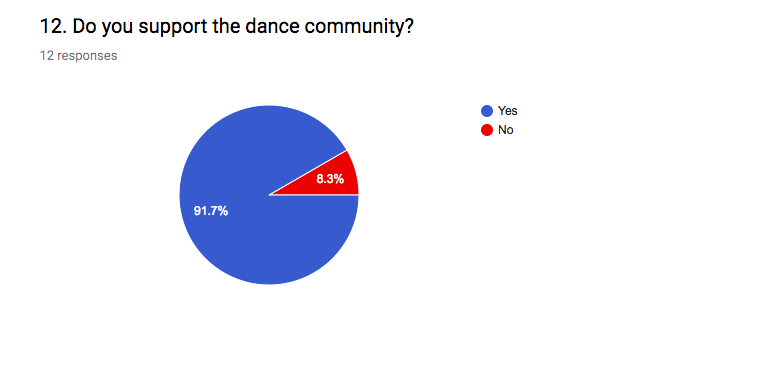 12. Do you support the dance community?
12 responses
Yes
No
8.3%
91.7%